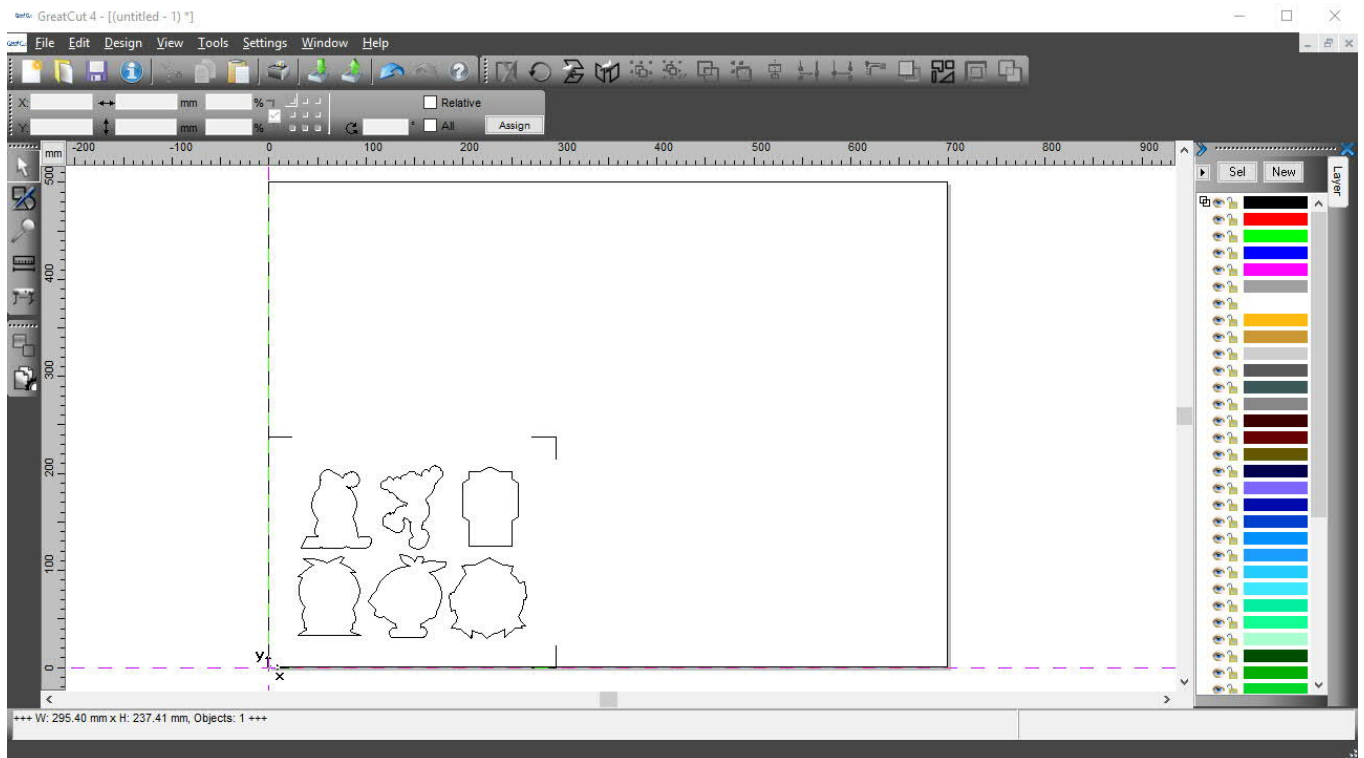 GreatCut 4 - [(untitled - 1) *]
File Edit Design View Tools Settings Window Help
X: mm % Relative
Y: mm % ° All Assign
mm -200 -100 0 100 200 300 400 500 600 700 800 900
Sel New
Layer
500
400
300
200
100
0
Y
X
+++ W: 295.40 mm x H: 237.41 mm, Objects: 1 +++